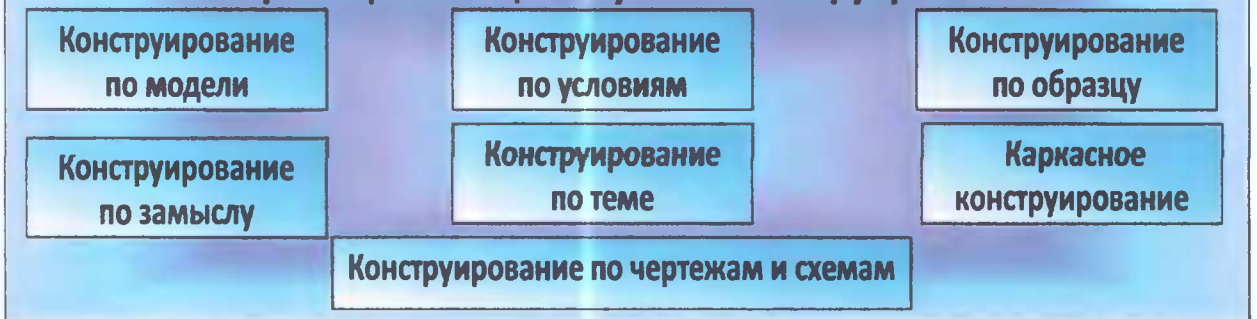 Конструирование
по модели
Конструирование
по условиям
Конструирование
по образцу
Конструирование
по замыслу
Конструирование
по теме
Каркасное
конструирование
Конструирование по чертежам и схемам